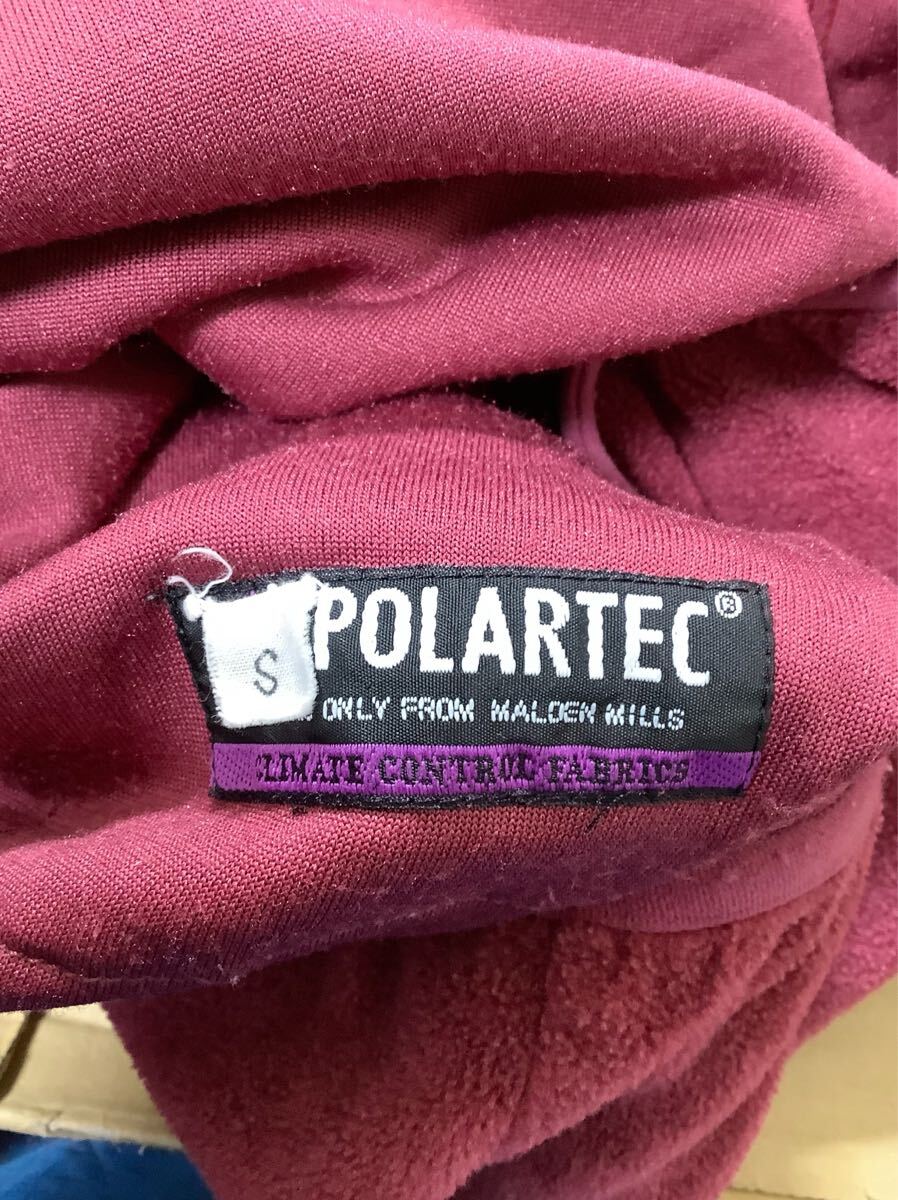 S
POLARTEC®
ONLY FROM MALDEN MILLS
CLIMATE CONTROL FABRICS